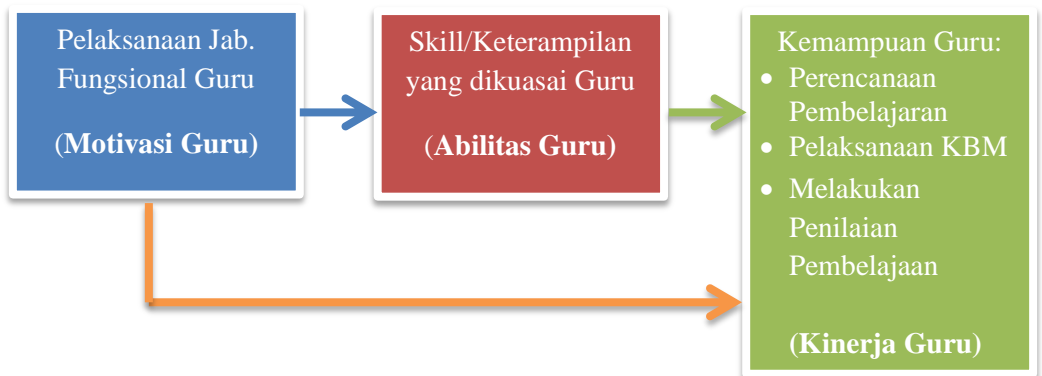 Pelaksanaan Jab.
Fungsional Guru
(Motivasi Guru)
Skill/Keterampilan
yang dikuasai Guru
(Abilitas Guru)
Kemampuan Guru:
• Perencanaan
Pembelajaran
• Pelaksanaan KBM
• Melakukan
Penilaian
Pembelajaan
(Kinerja Guru)